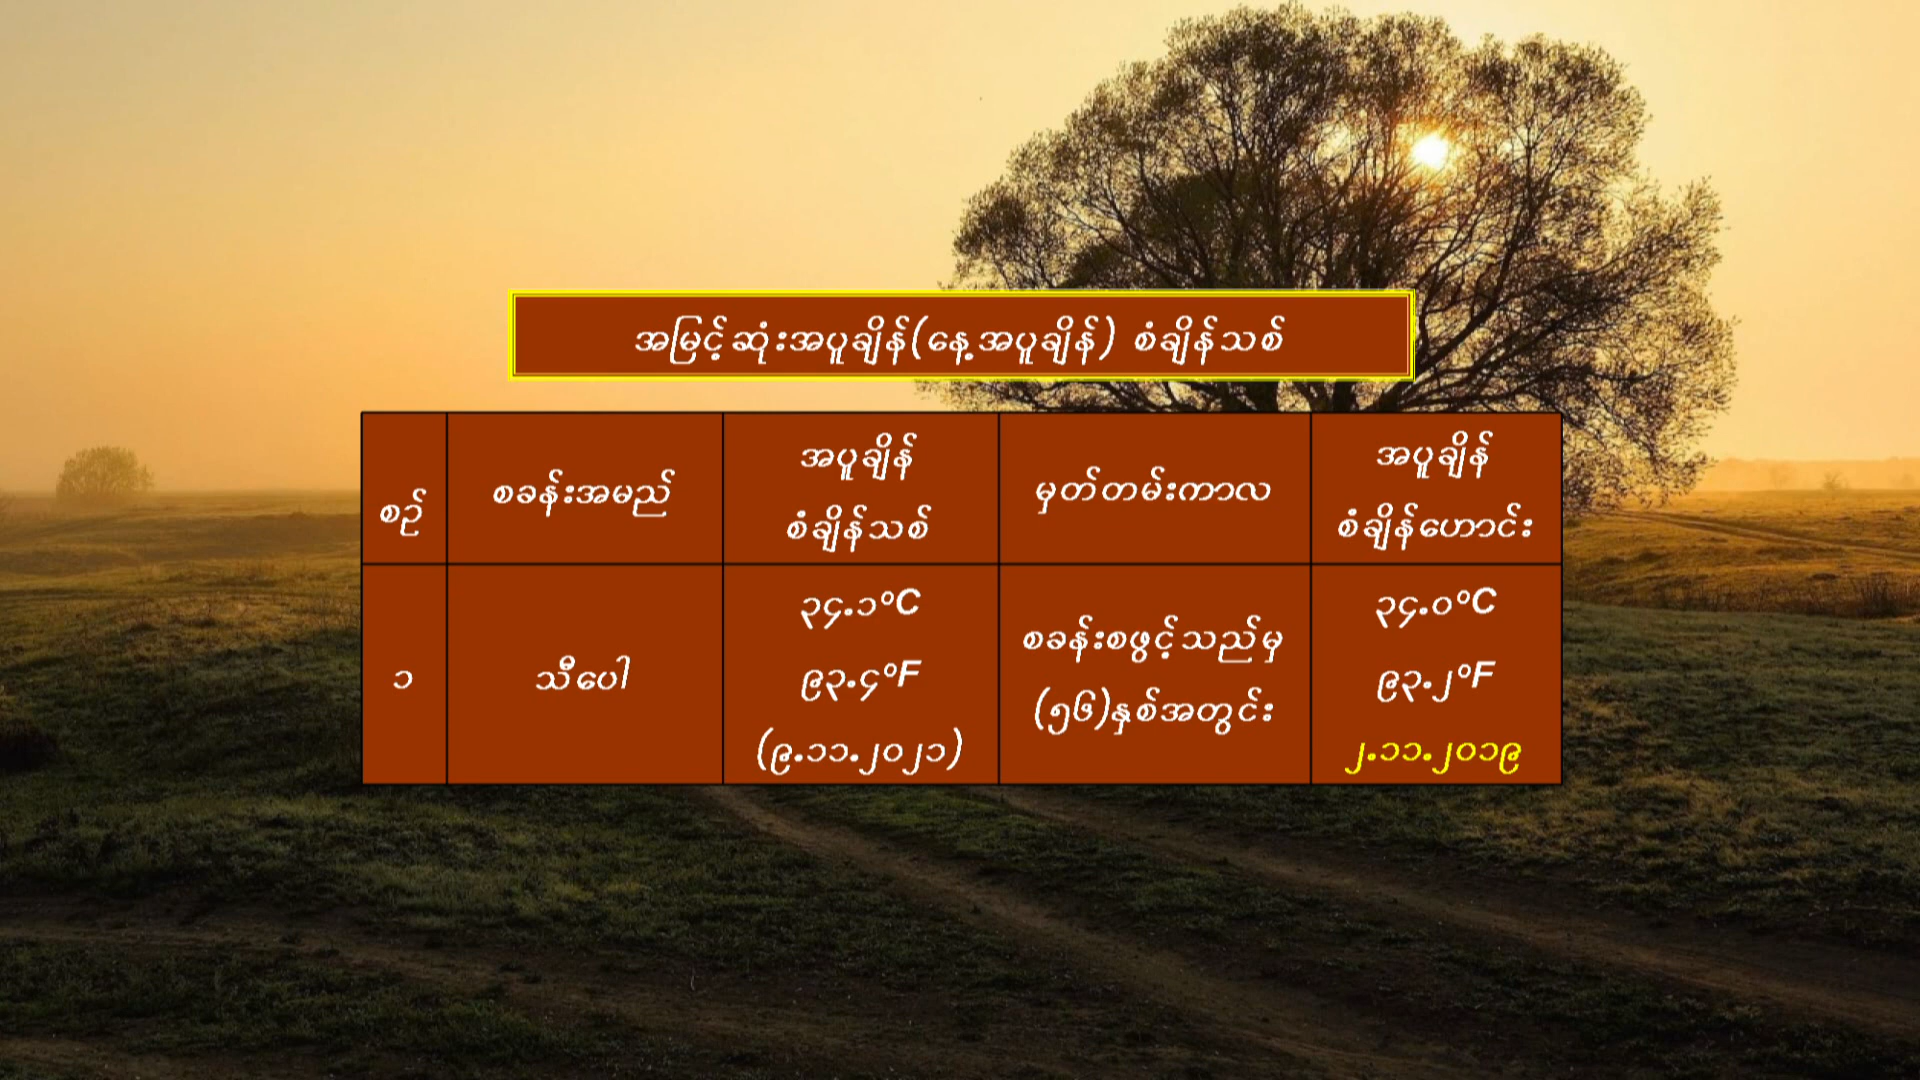 အမြင့်ဆုံးအပူချိန်(နေ့အပူချိန်) စံချိန်သစ်
စဉ်
စခန်းအမည်
အပူချိန်
စံချိန်သစ်
မှတ်တမ်းကာလ
အပူချိန်
စံချိန်ဟောင်း
၁
သီပေါ
၃၄.၁°C
၉၃.၄°F
(၉.၁၁.၂၀၂၁)
စခန်းစဖွင့်သည်မှ
(၅၆)နှစ်အတွင်း
၃၄.၀°C
၉၃.၂°F
၂.၁၁.၂၀၁၉